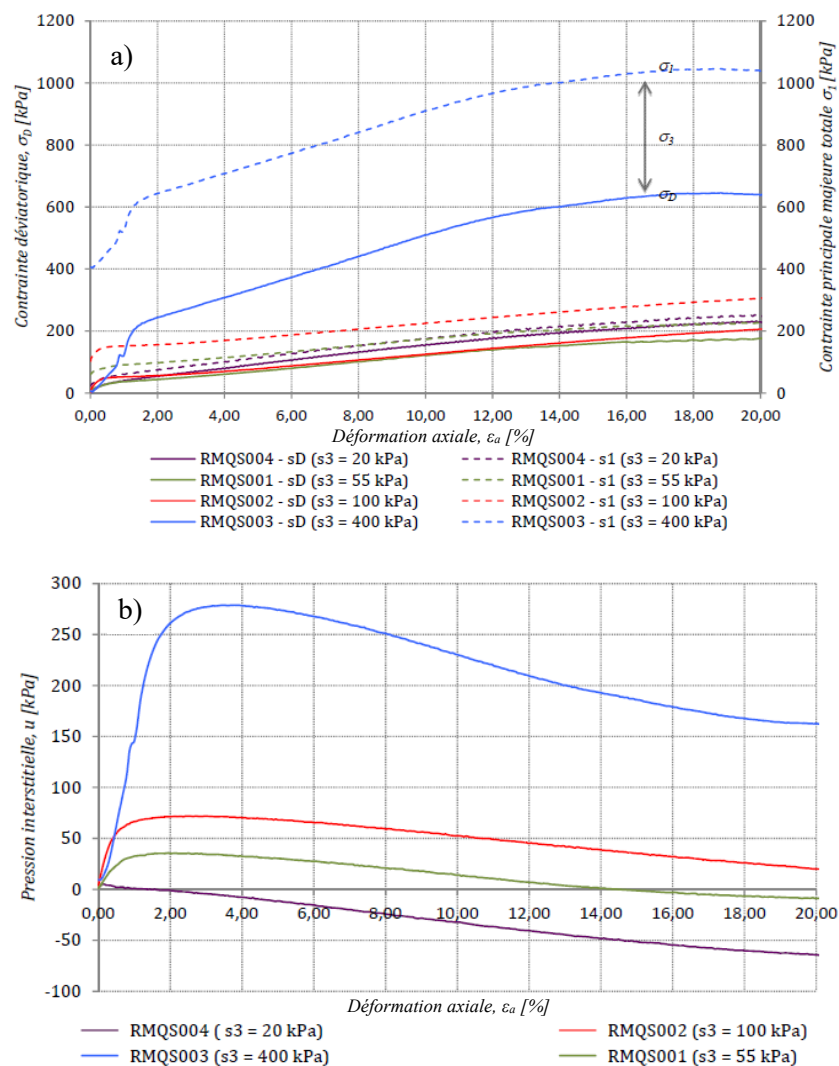 a)
Contrainte déviatorique, σD [kPa]
1200
1000
800
600
400
200
0
Contrainte principale majeure totale σ1 [kPa]
1200
1000
800
600
400
200
0
σ1
σ3
σD
0,00 2,00 4,00 6,00 8,00 10,00 12,00 14,00 16,00 18,00 20,00
Déformation axiale, εa [%]
RMQS004 - sD (s3 = 20 kPa) RMQS004 - s1 (s3 = 20 kPa)
RMQS001 - sD (s3 = 55 kPa) RMQS001 - s1 (s3 = 55 kPa)
RMQS002 - sD (s3 = 100 kPa) RMQS002 - s1 (s3 = 100 kPa)
RMQS003 - sD (s3 = 400 kPa) RMQS003 - s1 (s3 = 400 kPa)
b)
Pression interstitielle, u [kPa]
300
250
200
150
100
50
0
-50
-100
0,00 2,00 4,00 6,00 8,00 10,00 12,00 14,00 16,00 18,00 20,00
Déformation axiale, εa [%]
RMQS004 ( s3 = 20 kPa) RMQS002 (s3 = 100 kPa)
RMQS003 (s3 = 400 kPa) RMQS001 (s3 = 55 kPa)